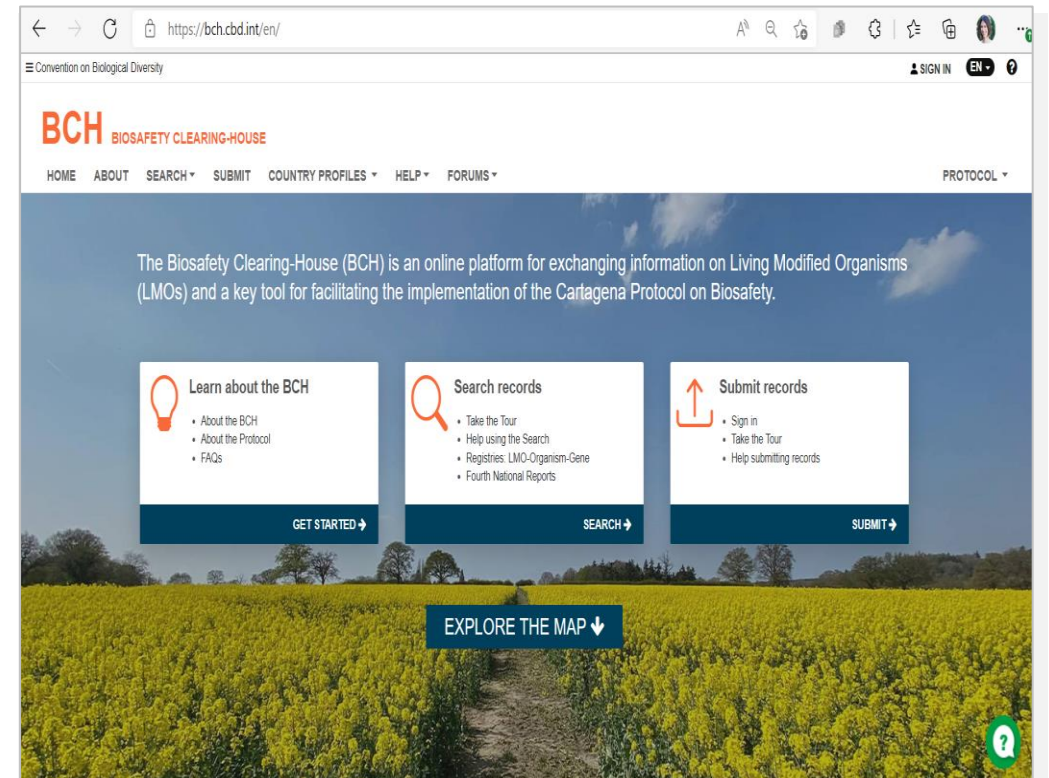 https://bch.cbd.int/en/
Convention on Biological Diversity
SIGN IN
EN
BCH BIOSAFETY CLEARING-HOUSE
HOME ABOUT SEARCH SUBMIT COUNTRY PROFILES HELP FORUMS PROTOCOL
The Biosafety Clearing-House (BCH) is an online platform for exchanging information on Living Modified Organisms
(LMOs) and a key tool for facilitating the implementation of the Cartagena Protocol on Biosafety.
Learn about the BCH
• About the BCH
• About the Protocol
• FAQs
GET STARTED
Search records
• Take the Tour
• Help using the Search
• Registries: LMO-Organism-Gene
• Fourth National Reports
SEARCH
Submit records
• Sign in
• Take the Tour
• Help submitting records
SUBMIT
EXPLORE THE MAP